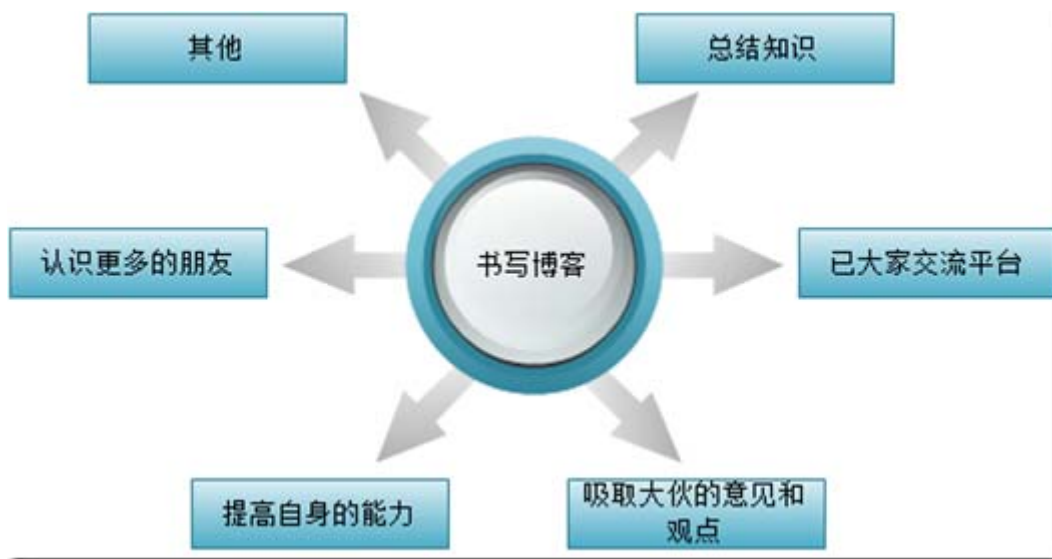 其他
总结知识
认识更多的朋友
书写博客
已大家交流平台
提高自身的能力
吸取大伙的意见和
观点